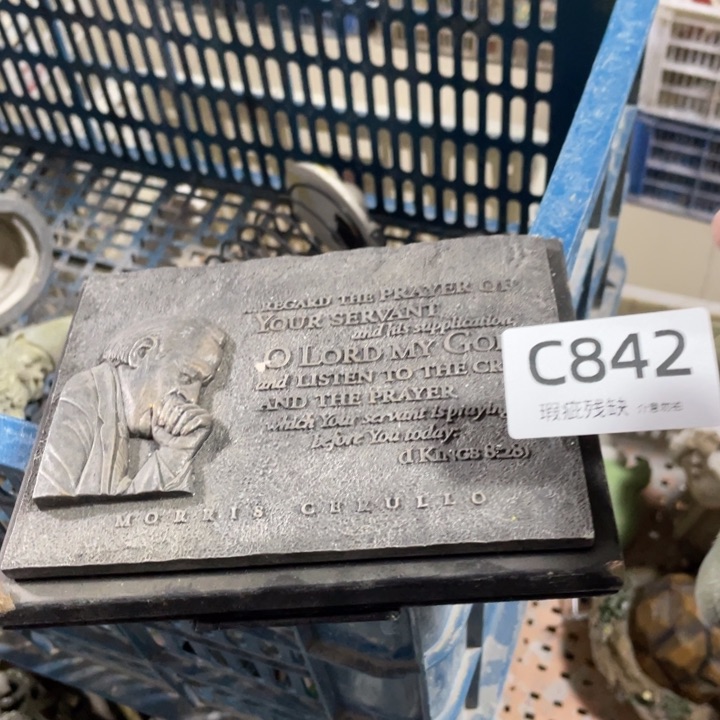 ...REGARD THE PRAYER OF
YOUR SERVANT
and his supplication,
O LORD MY GOD
and LISTEN TO THE CRY
AND THE PRAYER
which Your servant is praying
before You today.
(I KINGS 8:28)
MORRIS CERULLO
C842
瑕疵残缺